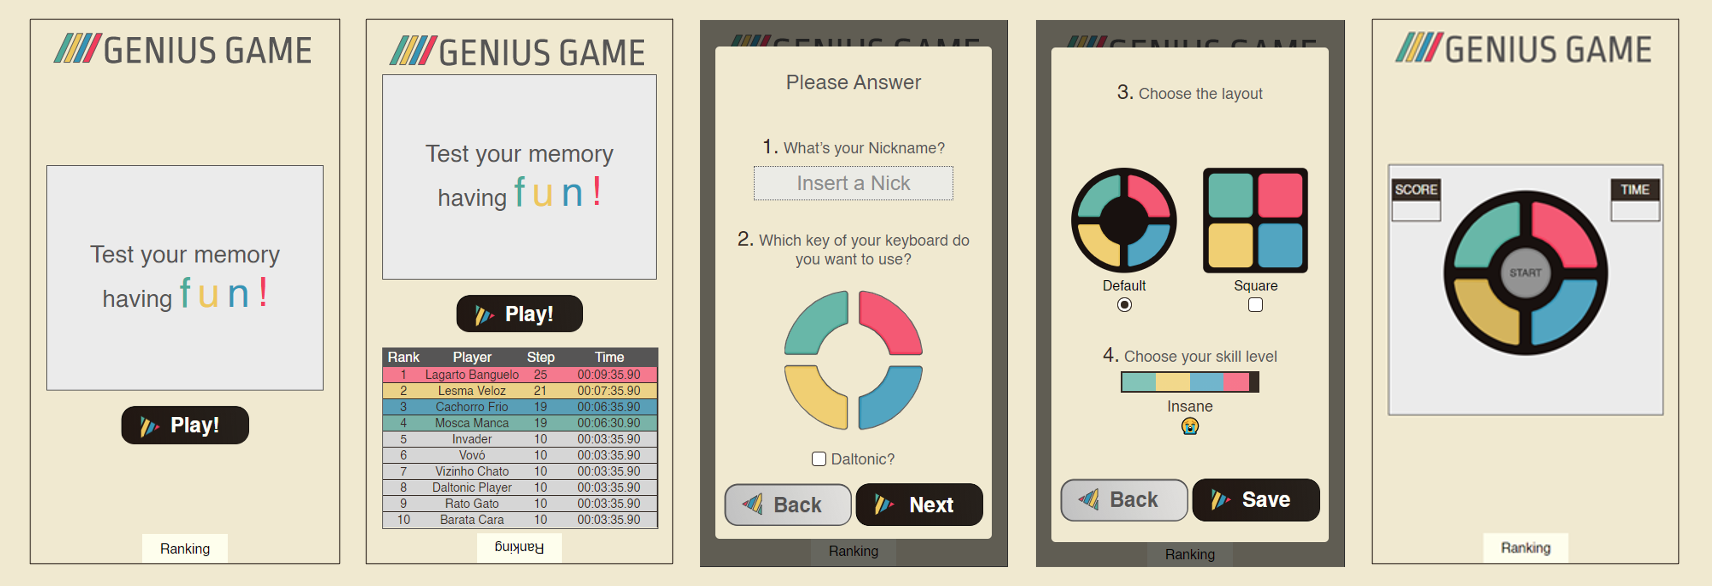 GENIUS GAME
Test your memory
having fun!
Play!
Ranking
GENIUS GAME
Test your memory
having fun!
Play!
Rank Player Step Time
1 Lagarto Banguelo 25 00:09:35.90
2 Lesma Veloz 21 00:07:35.90
3 Cachorro Frio 19 00:06:35.90
4 Mosca Manca 19 00:06:30.90
5 Invader 10 00:03:35.90
6 Vovó 10 00:03:35.90
7 Vizinho Chato 10 00:03:35.90
8 Daltonic Player 10 00:03:35.90
9 Rato Gato 10 00:03:35.90
10 Barata Cara 10 00:03:35.90
Ranking
Please Answer
1. What's your Nickname?
Insert a Nick
2. Which key of your keyboard do
you want to use?
Daltonic?
Back Next
Ranking
3. Choose the layout
Default Square
4. Choose your skill level
Insane
Back Save
Ranking
GENIUS GAME
SCORE TIME
START
Ranking